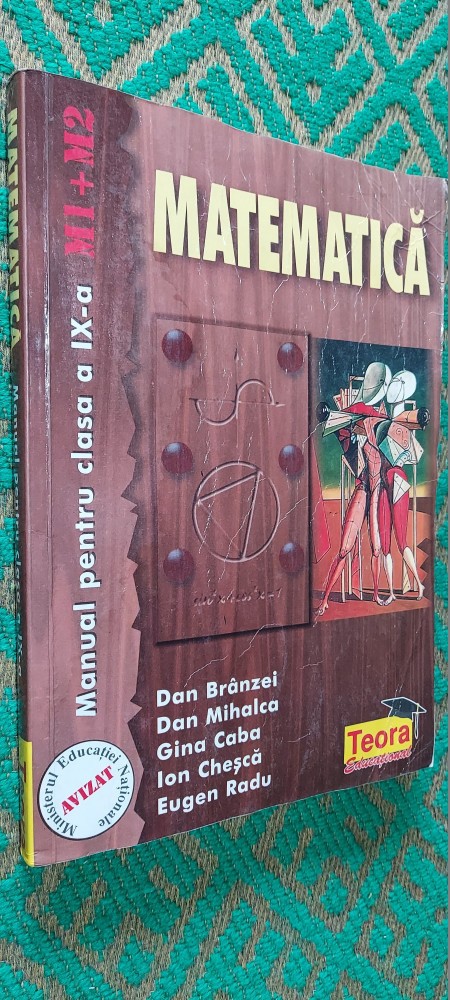 MATEMATICĂ
Manual pentru clasa a IX-a M1 + M2
Dan Brânzei
Dan Mihalca
Gina Caba
Ion Cheșcă
Eugen Radu
Teora
Educațional
Ministerul Educației Naționale
AVIZAT
MATEMATICA